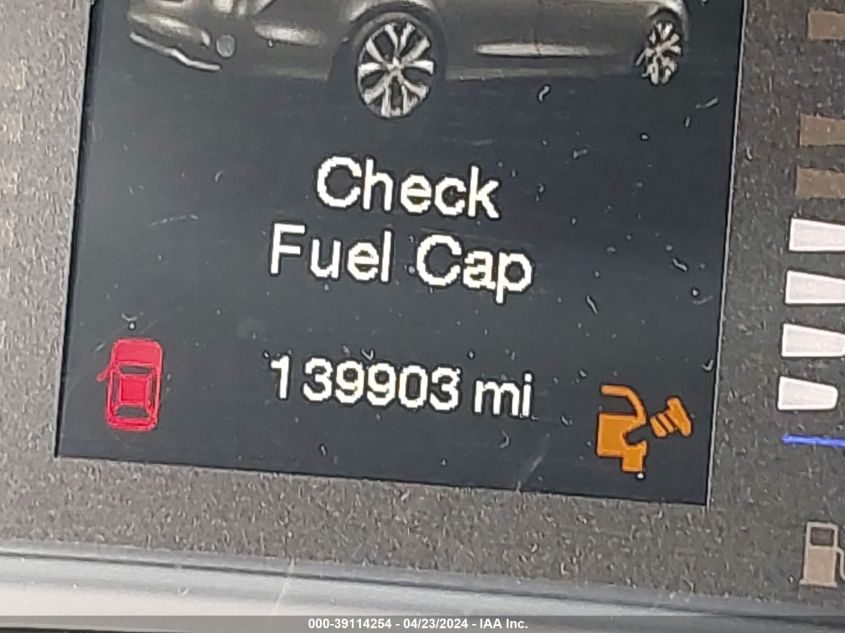 Check
Fuel Cap
139903 mi
000-39114254 - 04/23/2024 - IAA Inc.